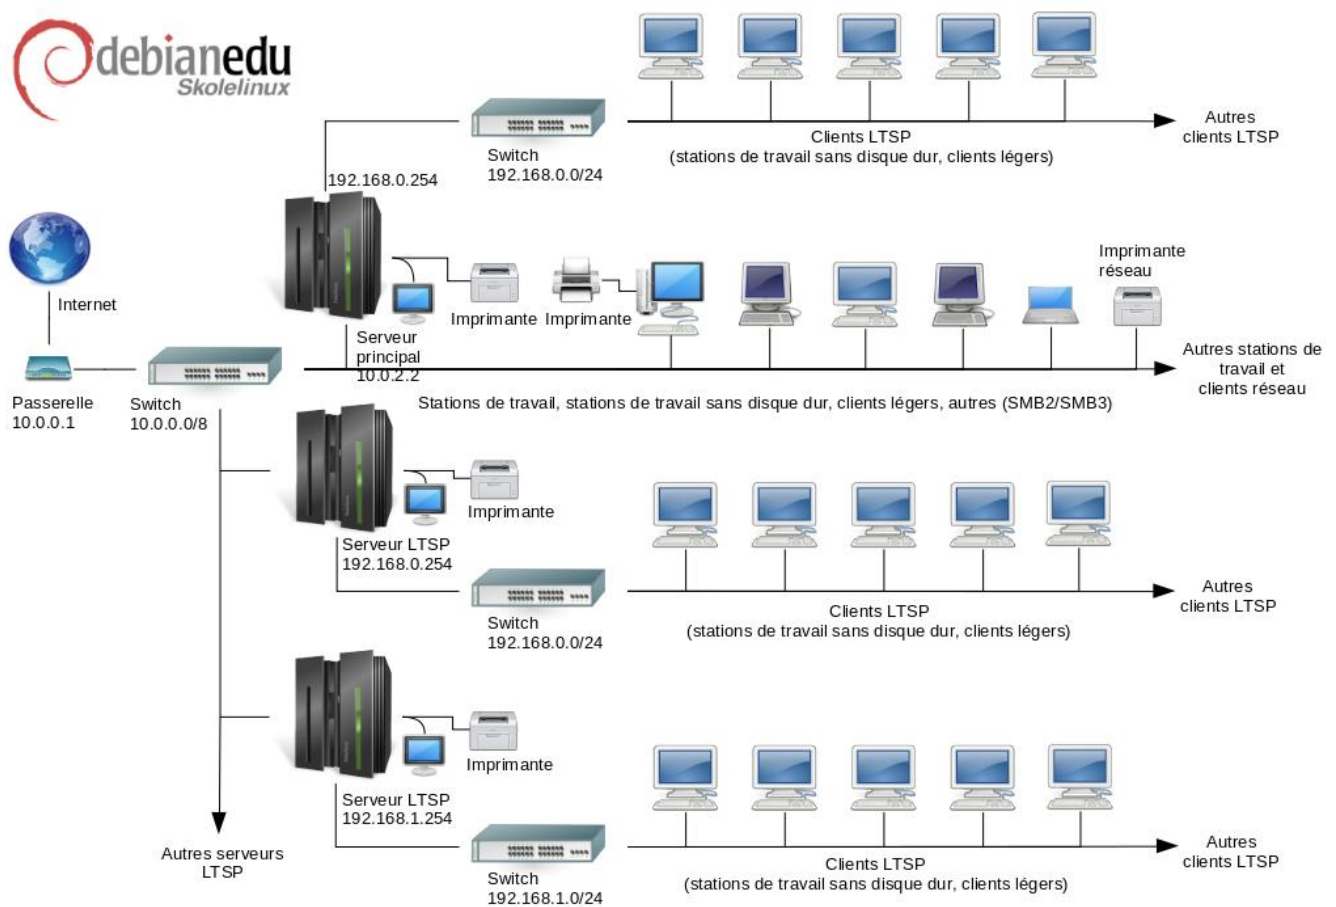 debianedu
Skolelinux
Autres
clients LTSP
Clients LTSP
(stations de travail sans disque dur, clients légers)
Switch
192.168.0.0/24
192.168.0.254
Internet
Imprimante
Imprimante
Imprimante
réseau
Serveur
principal
10.0.2.2
Passerelle
10.0.0.1
Switch
10.0.0.0/8
Autres stations de
travail et
clients réseau
Stations de travail, stations de travail sans disque dur, clients légers, autres (SMB2/SMB3)
Imprimante
Serveur LTSP
192.168.0.254
Switch
192.168.0.0/24
Clients LTSP
(stations de travail sans disque dur, clients légers)
Autres
clients LTSP
Imprimante
Serveur LTSP
192.168.1.254
Switch
192.168.1.0/24
Clients LTSP
(stations de travail sans disque dur, clients légers)
Autres
clients LTSP
Autres serveurs
LTSP